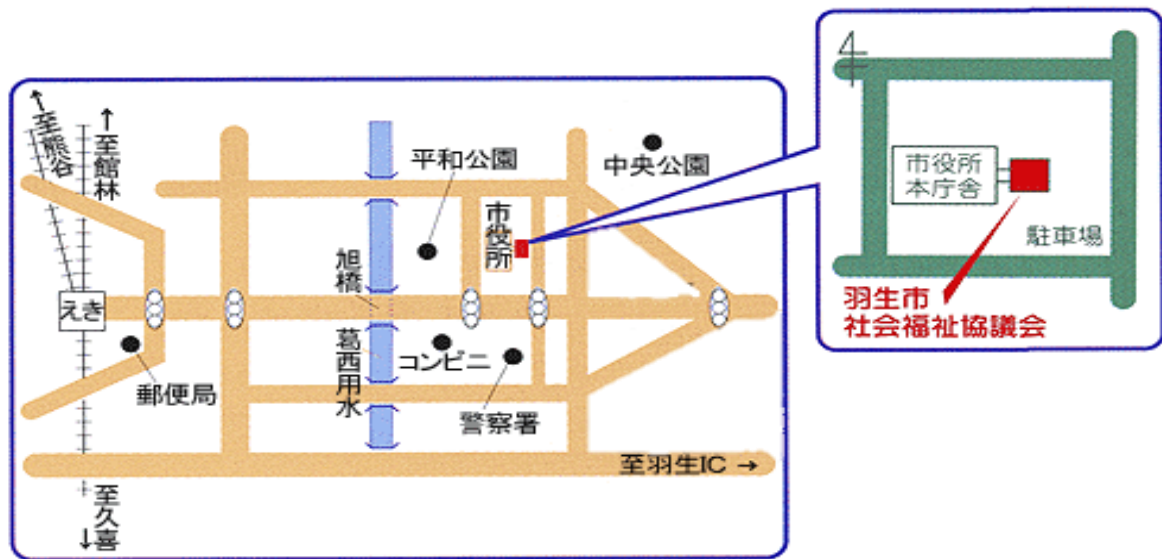 ↑至熊谷
↑至館林
平和公園
中央公園
市役所
旭橋
えき
葛西用水
コンビニ
郵便局
警察署
至羽生IC →
至久喜↓
4
市役所
本庁舎
駐車場
羽生市
社会福祉協議会